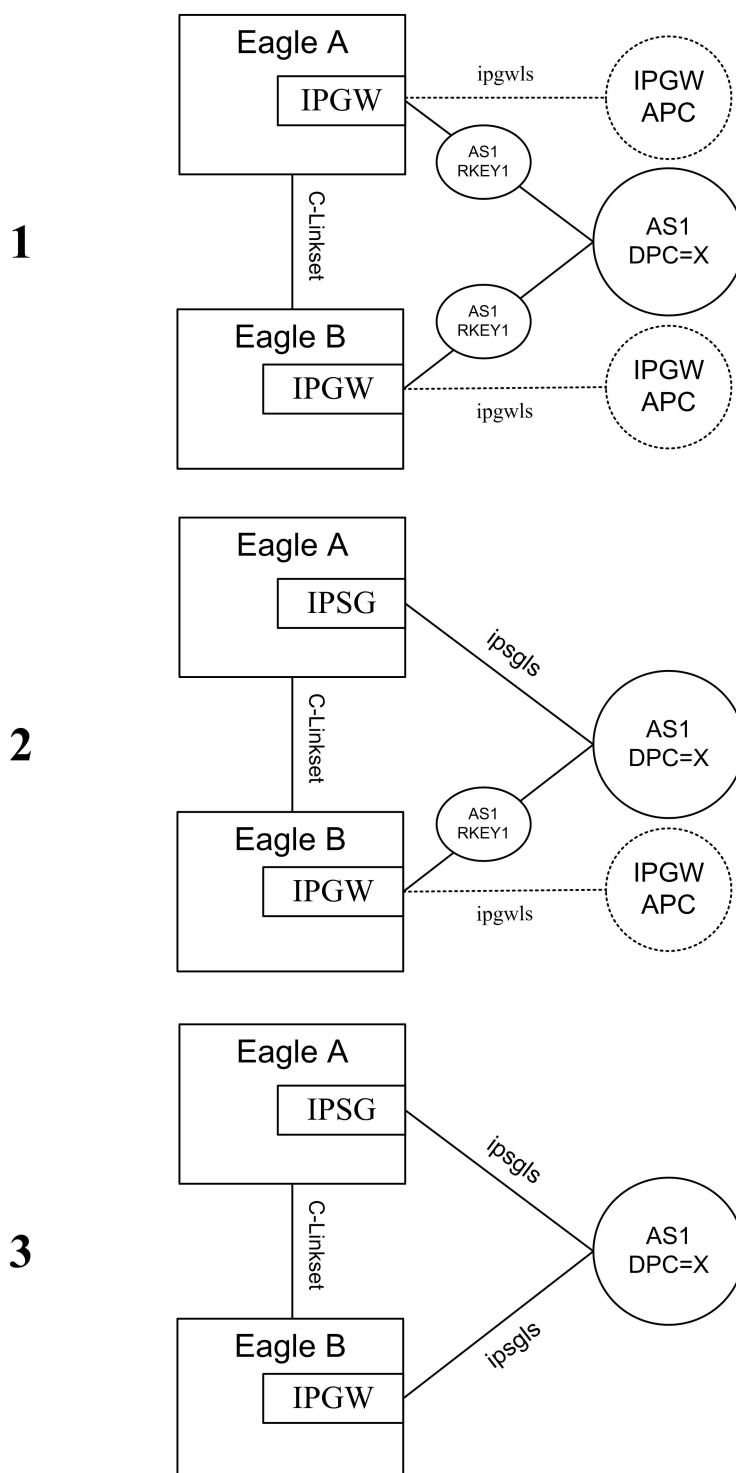 1
Eagle A
IPGW
ipgwls
IPGW
APC
AS1
RKEY1
C-Linkset
AS1
DPC=X
AS1
RKEY1
Eagle B
IPGW
ipgwls
IPGW
APC
2
Eagle A
IPSG
ipsgls
C-Linkset
AS1
DPC=X
AS1
RKEY1
Eagle B
IPGW
ipgwls
IPGW
APC
3
Eagle A
IPSG
ipsgls
C-Linkset
AS1
DPC=X
Eagle B
IPGW
ipsgls